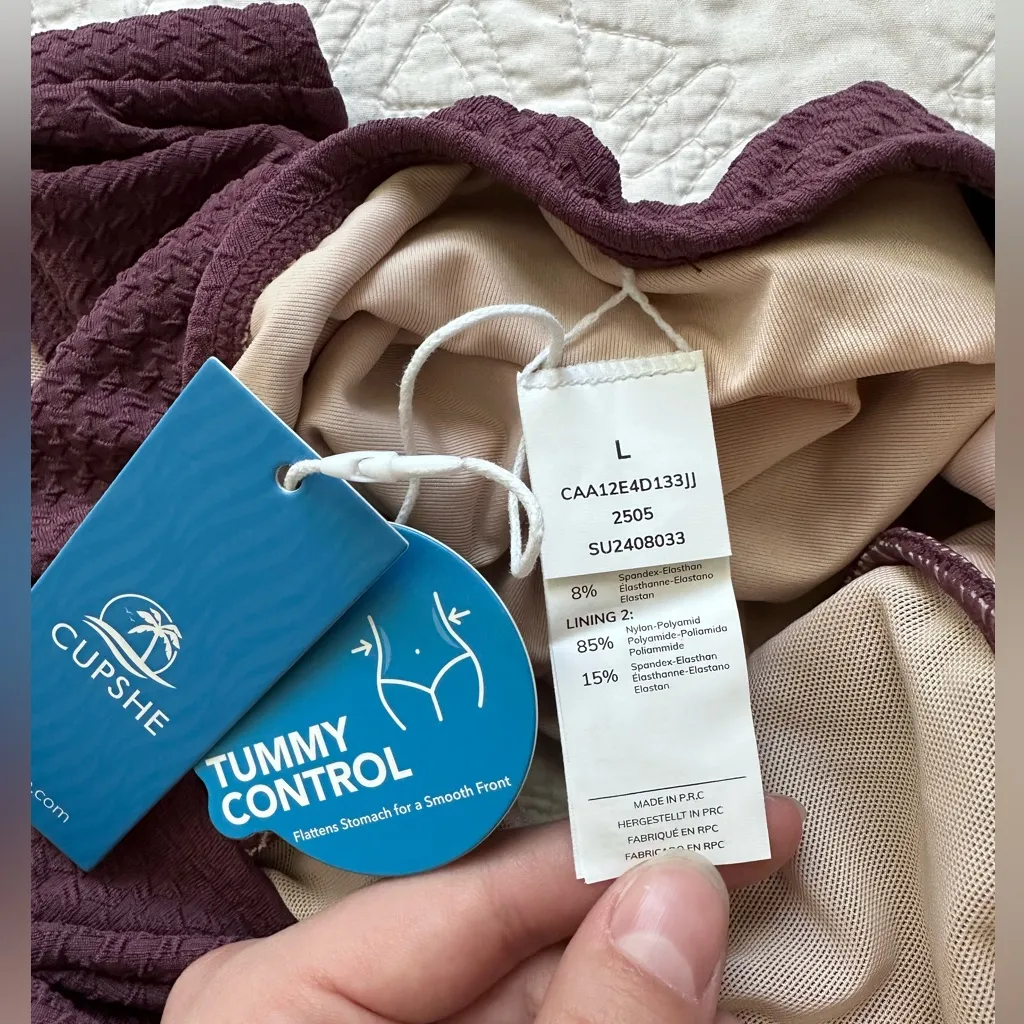 CUPSHE
.com
TUMMY
CONTROL
Flattens Stomach for a Smooth Front
L
CAA12E4D133JJ
2505
SU2408033
8% Spandex-Elasthan
Élasthanne-Elastano
Elastan
LINING 2:
85% Nylon-Polyamid
Polyamide-Poliamida
Poliammide
15% Spandex-Elasthan
Élasthanne-Elastano
Elastan
MADE IN P.R.C
HERGESTELLT IN PRC
FABRIQUÉ EN RPC
FABRICADO EN RPC